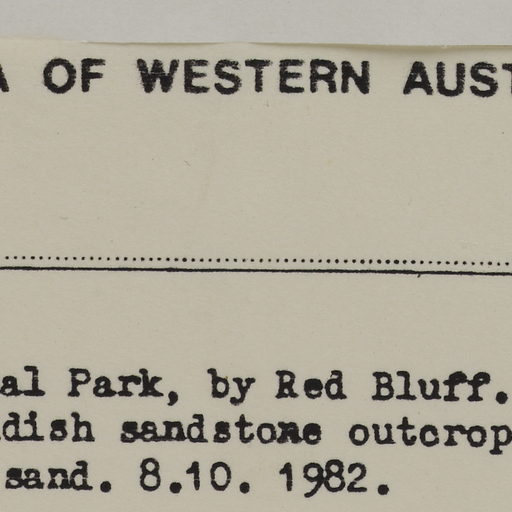 A OF WESTERN AUST
al Park, by Red Bluff.
dish sandstone outcrop
sand. 8.10. 1982.